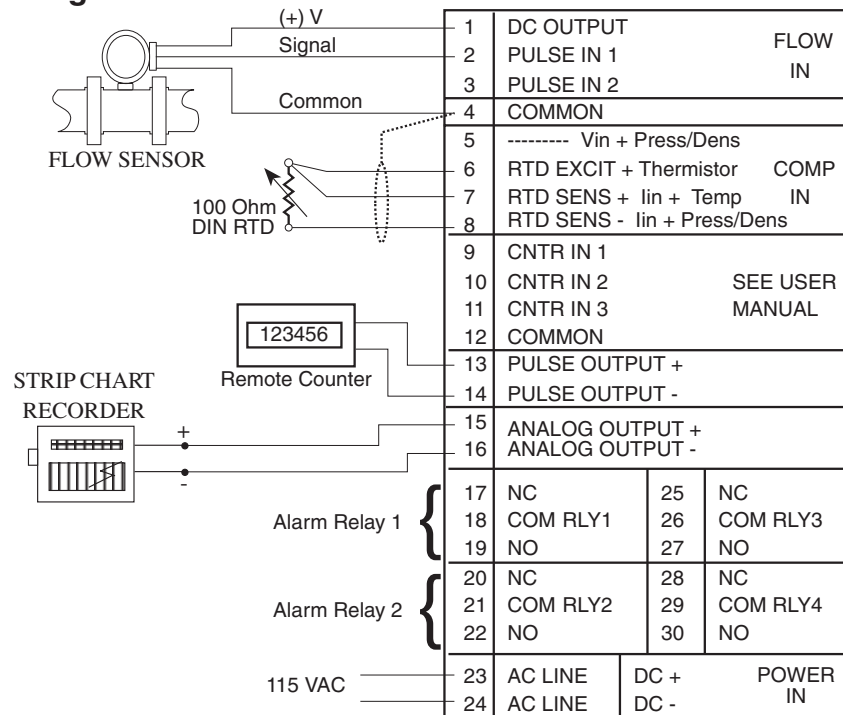 (+) V
Signal
Common
FLOW SENSOR
100 Ohm
DIN RTD
123456
Remote Counter
STRIP CHART
RECORDER
+
-
Alarm Relay 1 {
Alarm Relay 2 {
115 VAC
1 DC OUTPUT
2 PULSE IN 1
3 PULSE IN 2
FLOW
IN
4 COMMON
5 --------- Vin + Press/Dens
6 RTD EXCIT + Thermistor COMP
7 RTD SENS + Iin + Temp IN
8 RTD SENS - Iin + Press/Dens
9 CNTR IN 1
10 CNTR IN 2 SEE USER
11 CNTR IN 3 MANUAL
12 COMMON
13 PULSE OUTPUT +
14 PULSE OUTPUT -
15 ANALOG OUTPUT +
16 ANALOG OUTPUT -
17 NC 25 NC
18 COM RLY1 26 COM RLY3
19 NO 27 NO
20 NC 28 NC
21 COM RLY2 29 COM RLY4
22 NO 30 NO
23 AC LINE DC + POWER
24 AC LINE DC - IN